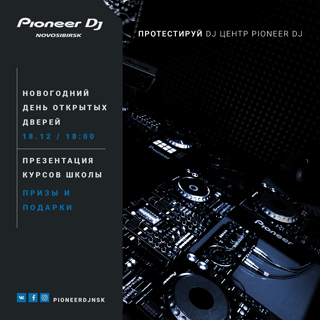 Pioneer Dj
NOVOSIBIRSK
ПРОТЕСТИРУЙ DJ ЦЕНТР PIONEER DJ
НОВОГОДНИЙ
ДЕНЬ ОТКРЫТЫХ
ДВЕРЕЙ
18.12 / 18:00
ПРЕЗЕНТАЦИЯ
КУРСОВ ШКОЛЫ
ПРИЗЫ И
ПОДАРКИ
PIONEERDJNSK
Pioneer